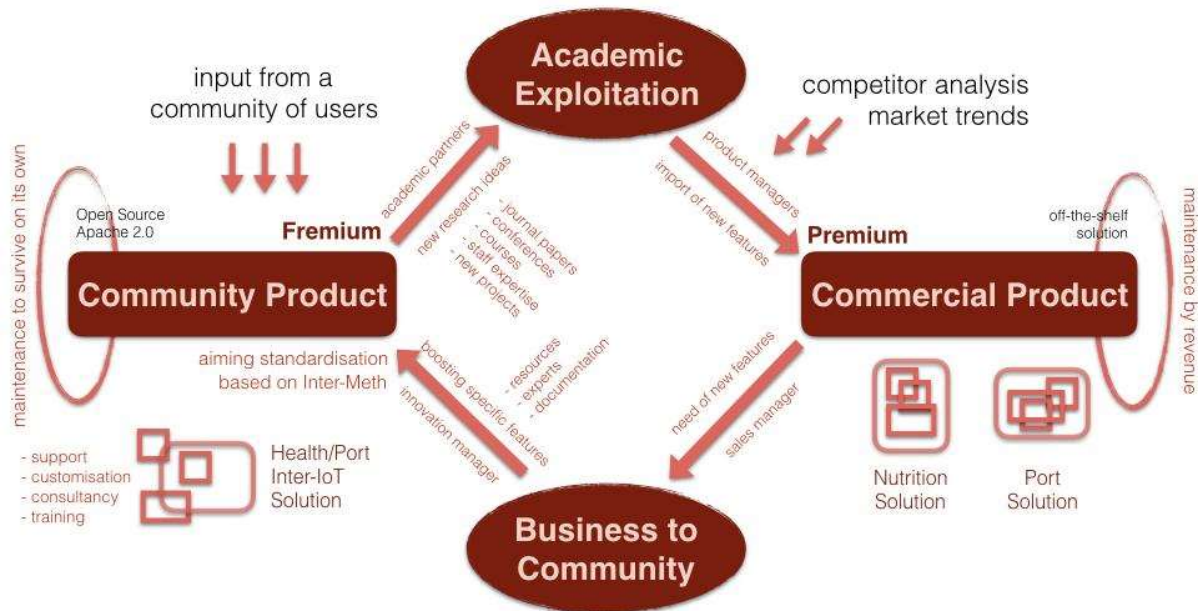 Academic
Exploitation
input from a
community of users
competitor analysis
market trends
academic partners
new research ideas
- journal papers
- conferences
- courses
- staff expertise
- new projects
product managers
import of new features
maintenance to survive on its own
Open Source
Apache 2.0
Fremium
Community Product
aiming standardisation
based on Inter-Meth
Premium
off-the-shelf
solution
Commercial Product
maintenance by revenue
boosting specific features
innovation manager
- resources
- experts
- documentation
need of new features
sales manager
- support
- customisation
- consultancy
- training
Health/Port
Inter-IoT
Solution
Nutrition
Solution
Port
Solution
Business to
Community